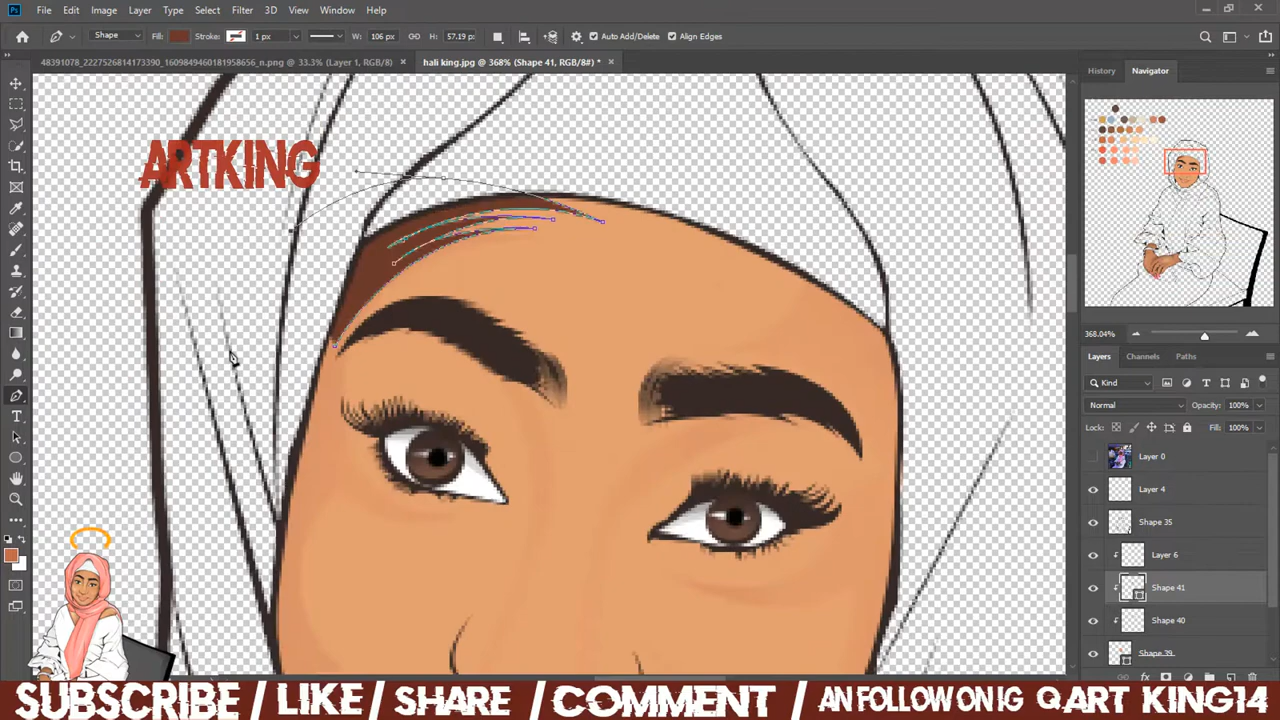 Ps File Edit Image Layer Type Select Filter 3D View Window Help
Shape Fill: Stroke: 1 px W: 106 px H: 57.19 px Auto Add/Delete Align Edges
48391078_2227526814173390_1609849460181958656_n.png @ 33.3% (Layer 1, RGB/8) × hali king.jpg @ 368% (Shape 41, RGB/8#) * ×
History Navigator
ARTKING
368.04%
Layers Channels Paths
Kind
Normal Opacity: 100%
Lock: Fill: 100%
Layer 0
Layer 4
Shape 35
Layer 6
Shape 41
Shape 40
Shape 39
fx
SUBSCRIBE / LIKE / SHARE / COMMENT AN FOLLOW ON IG QART KING14